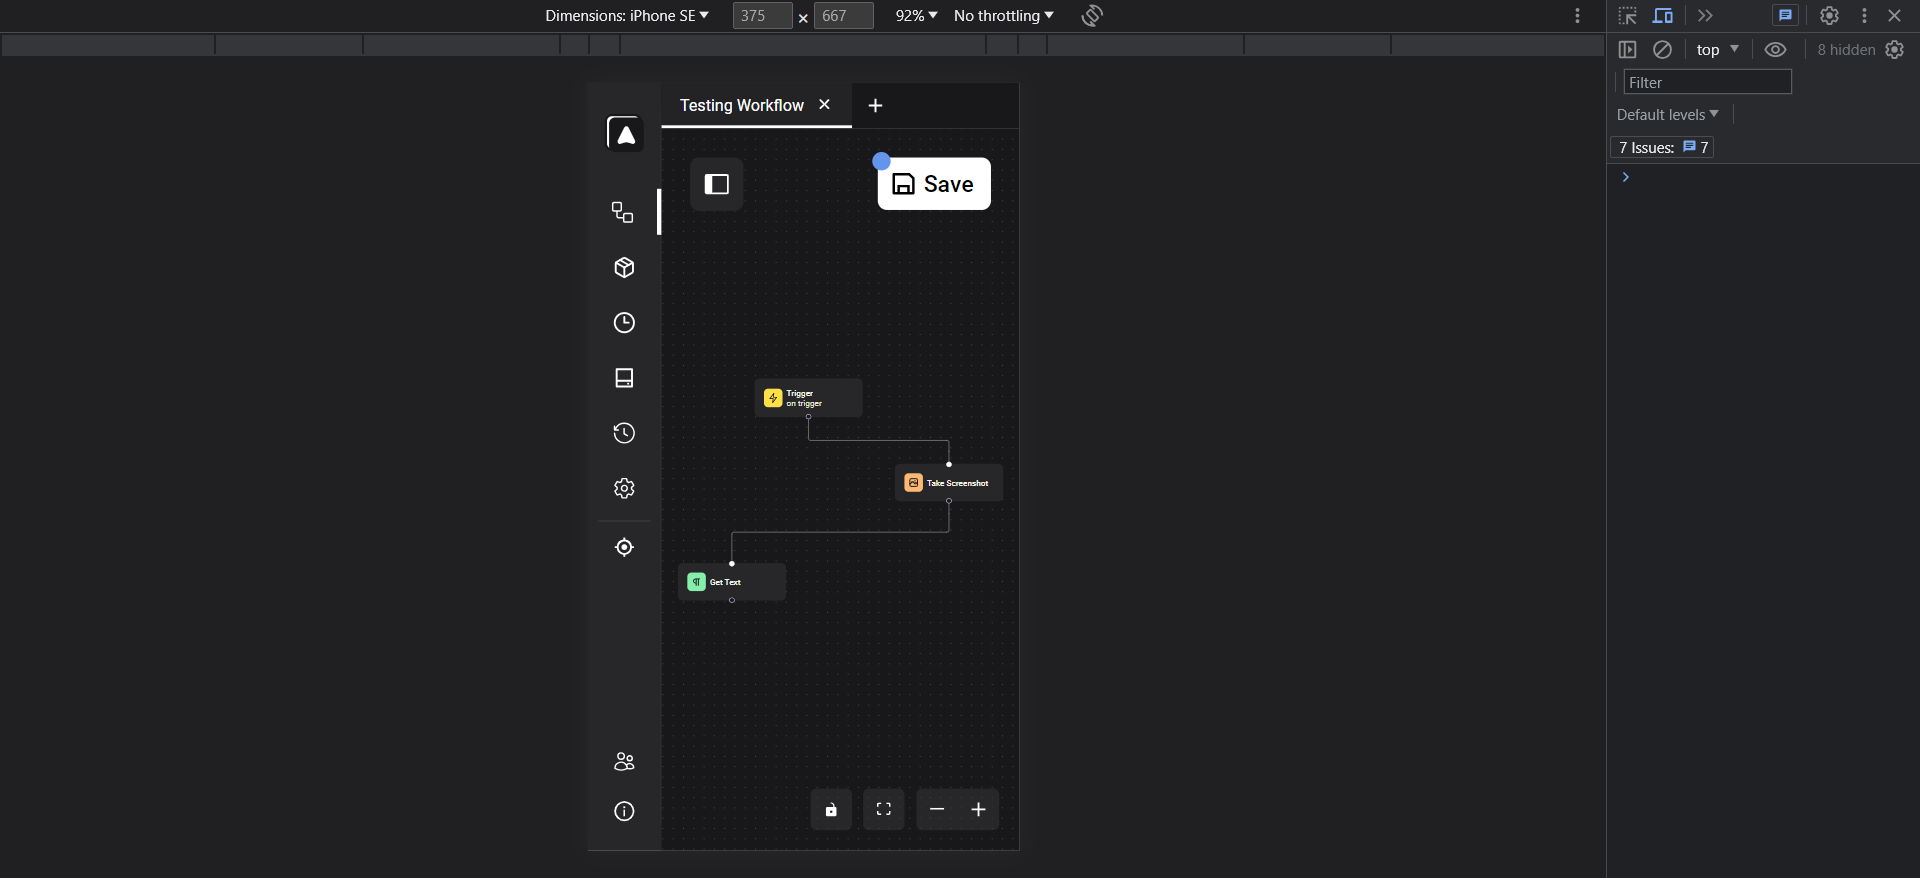 Dimensions: iPhone SE
375 × 667
92%
No throttling
top
8 hidden
Filter
Default levels
7 Issues: 7
Testing Workflow
Save
Trigger
on trigger
Take Screenshot
Get Text